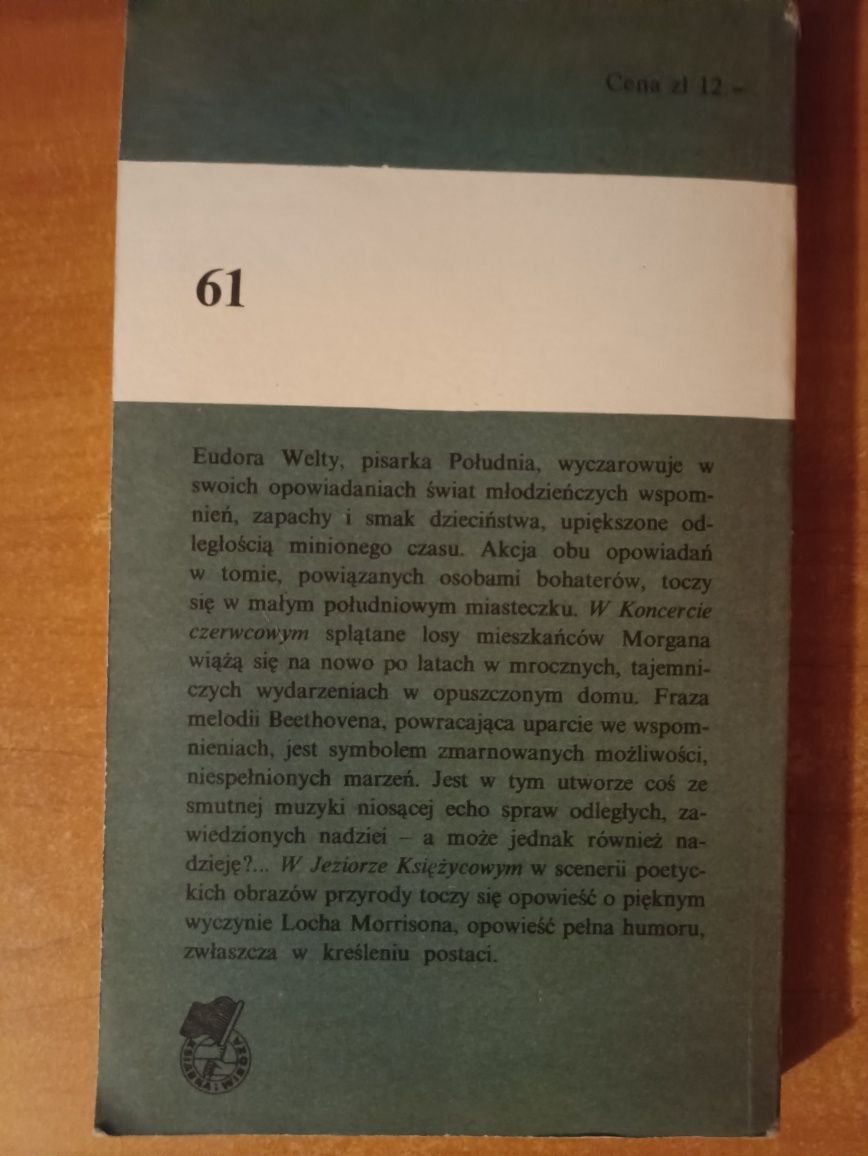 Cena zł 12 –
61
Eudora Welty, pisarka Południa, wyczarowuje w
swoich opowiadaniach świat młodzieńczych wspom-
nień, zapachy i smak dzieciństwa, upiększone od-
ległością minionego czasu. Akcja obu opowiadań
w tomie, powiązanych osobami bohaterów, toczy
się w małym południowym miasteczku. W Koncercie
czerwcowym splątane losy mieszkańców Morgana
wiążą się na nowo po latach w mrocznych, tajemni-
czych wydarzeniach w opuszczonym domu. Fraza
melodii Beethovena, powracająca uparcie we wspom-
nieniach, jest symbolem zmarnowanych możliwości,
niespełnionych marzeń. Jest w tym utworze coś ze
smutnej muzyki niosącej echo spraw odległych, za-
wiedzionych nadziei – a może jednak również na-
dzieję?... W Jeziorze Księżycowym w scenerii poetyc-
kich obrazów przyrody toczy się opowieść o pięknym
wyczynie Locha Morrisona, opowieść pełna humoru,
zwłaszcza w kreśleniu postaci.
KSIĄŻKA I WIEDZA